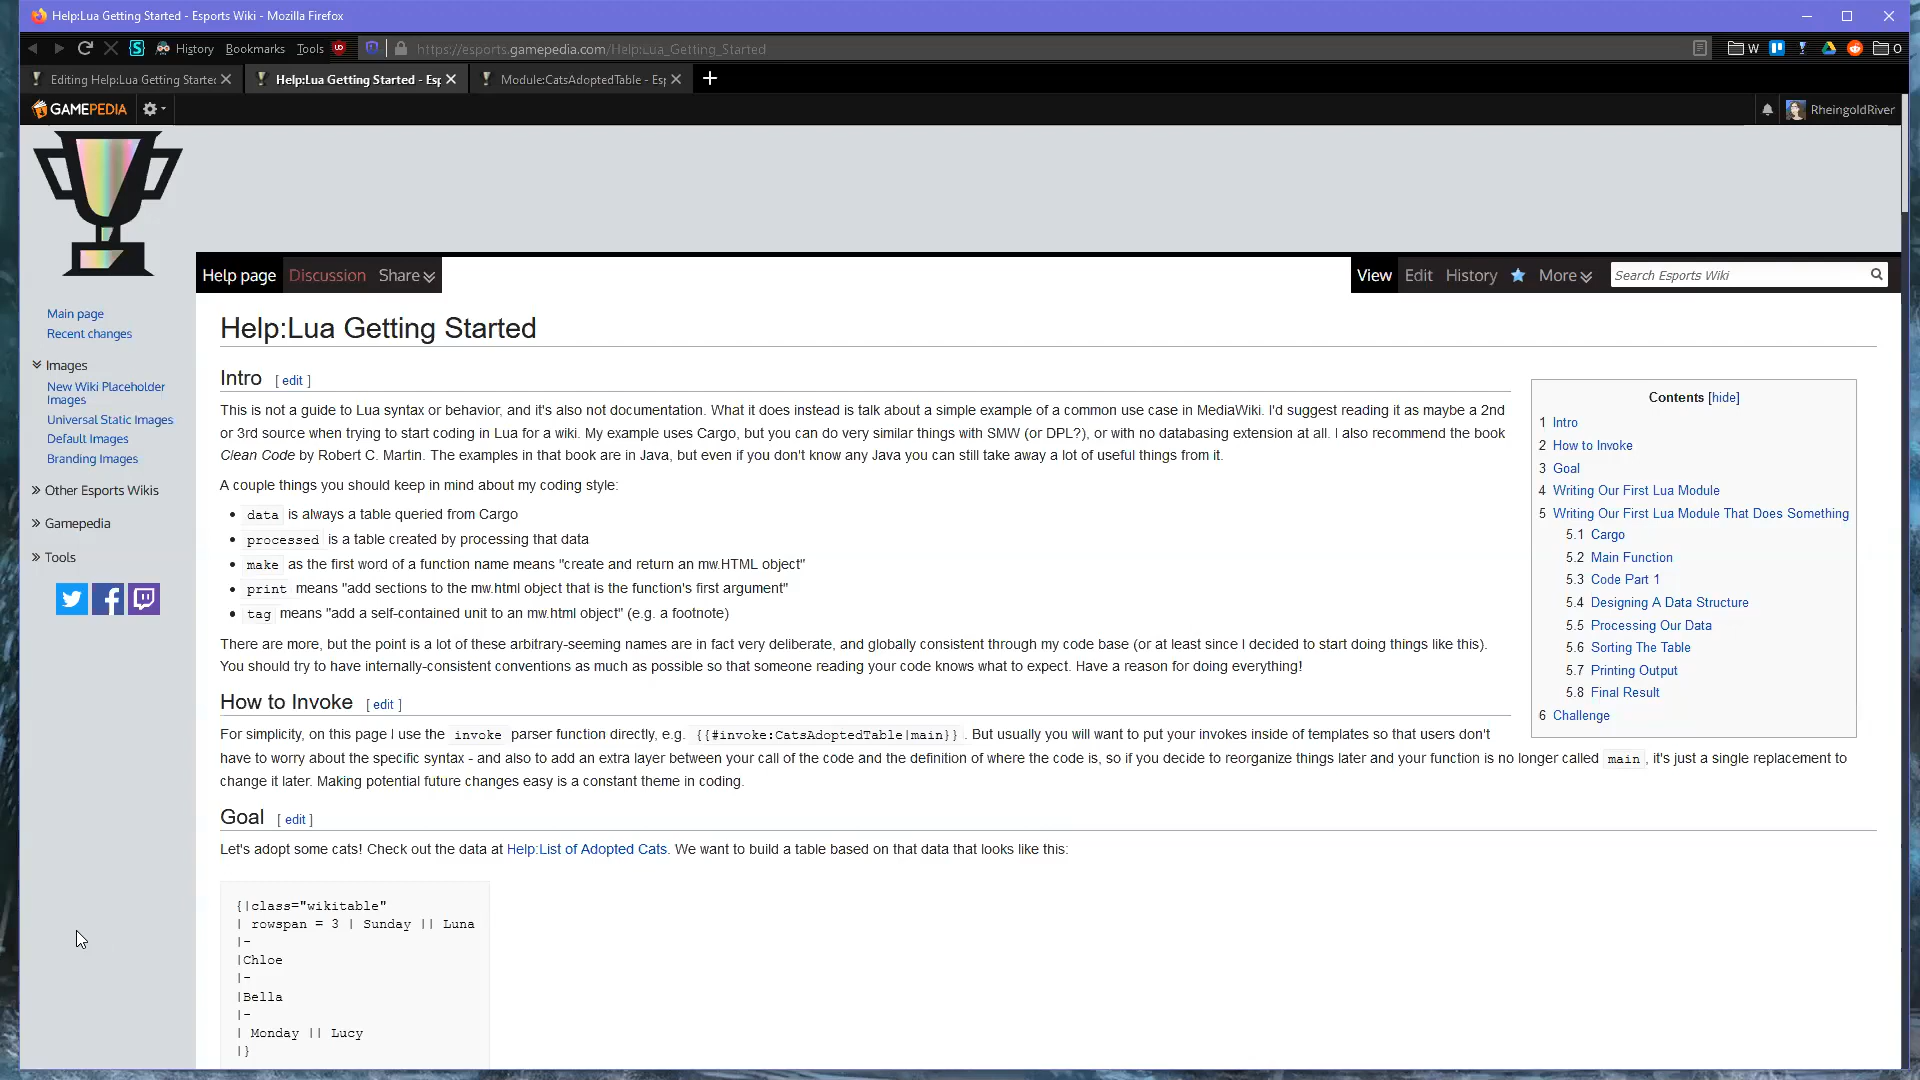 Help:Lua Getting Started - Esports Wiki - Mozilla Firefox
History Bookmarks Tools https://esports.gamepedia.com/Help:Lua_Getting_Started W O
Editing Help:Lua Getting Started Help:Lua Getting Started - Esp Module:CatsAdoptedTable - Esp
GAMEPEDIA RheingoldRiver
Help page Discussion Share View Edit History More Search Esports Wiki
Main page
Recent changes
Images
New Wiki Placeholder
Images
Universal Static Images
Default Images
Branding Images
Other Esports Wikis
Gamepedia
Tools
Help:Lua Getting Started
Intro [ edit ]
This is not a guide to Lua syntax or behavior, and it's also not documentation. What it does instead is talk about a simple example of a common use case in MediaWiki. I'd suggest reading it as maybe a 2nd
or 3rd source when trying to start coding in Lua for a wiki. My example uses Cargo, but you can do very similar things with SMW (or DPL?), or with no databasing extension at all. I also recommend the book
Clean Code by Robert C. Martin. The examples in that book are in Java, but even if you don't know any Java you can still take away a lot of useful things from it.
A couple things you should keep in mind about my coding style:
data is always a table queried from Cargo
processed is a table created by processing that data
make as the first word of a function name means "create and return an mw.HTML object"
print means "add sections to the mw.html object that is the function's first argument"
tag means "add a self-contained unit to an mw.html object" (e.g. a footnote)
There are more, but the point is a lot of these arbitrary-seeming names are in fact very deliberate, and globally consistent through my code base (or at least since I decided to start doing things like this).
You should try to have internally-consistent conventions as much as possible so that someone reading your code knows what to expect. Have a reason for doing everything!
Contents [hide]
1 Intro
2 How to Invoke
3 Goal
4 Writing Our First Lua Module
5 Writing Our First Lua Module That Does Something
5.1 Cargo
5.2 Main Function
5.3 Code Part 1
5.4 Designing A Data Structure
5.5 Processing Our Data
5.6 Sorting The Table
5.7 Printing Output
5.8 Final Result
6 Challenge
How to Invoke [ edit ]
For simplicity, on this page I use the invoke parser function directly, e.g. {{#invoke:CatsAdoptedTable|main}} . But usually you will want to put your invokes inside of templates so that users don't
have to worry about the specific syntax - and also to add an extra layer between your call of the code and the definition of where the code is, so if you decide to reorganize things later and your function is no longer called main , it's just a single replacement to
change it later. Making potential future changes easy is a constant theme in coding.
Goal [ edit ]
Let's adopt some cats! Check out the data at Help:List of Adopted Cats. We want to build a table based on that data that looks like this:
{|class="wikitable"
| rowspan = 3 | Sunday || Luna
|-
|Chloe
|-
|Bella
|-
| Monday || Lucy
|}